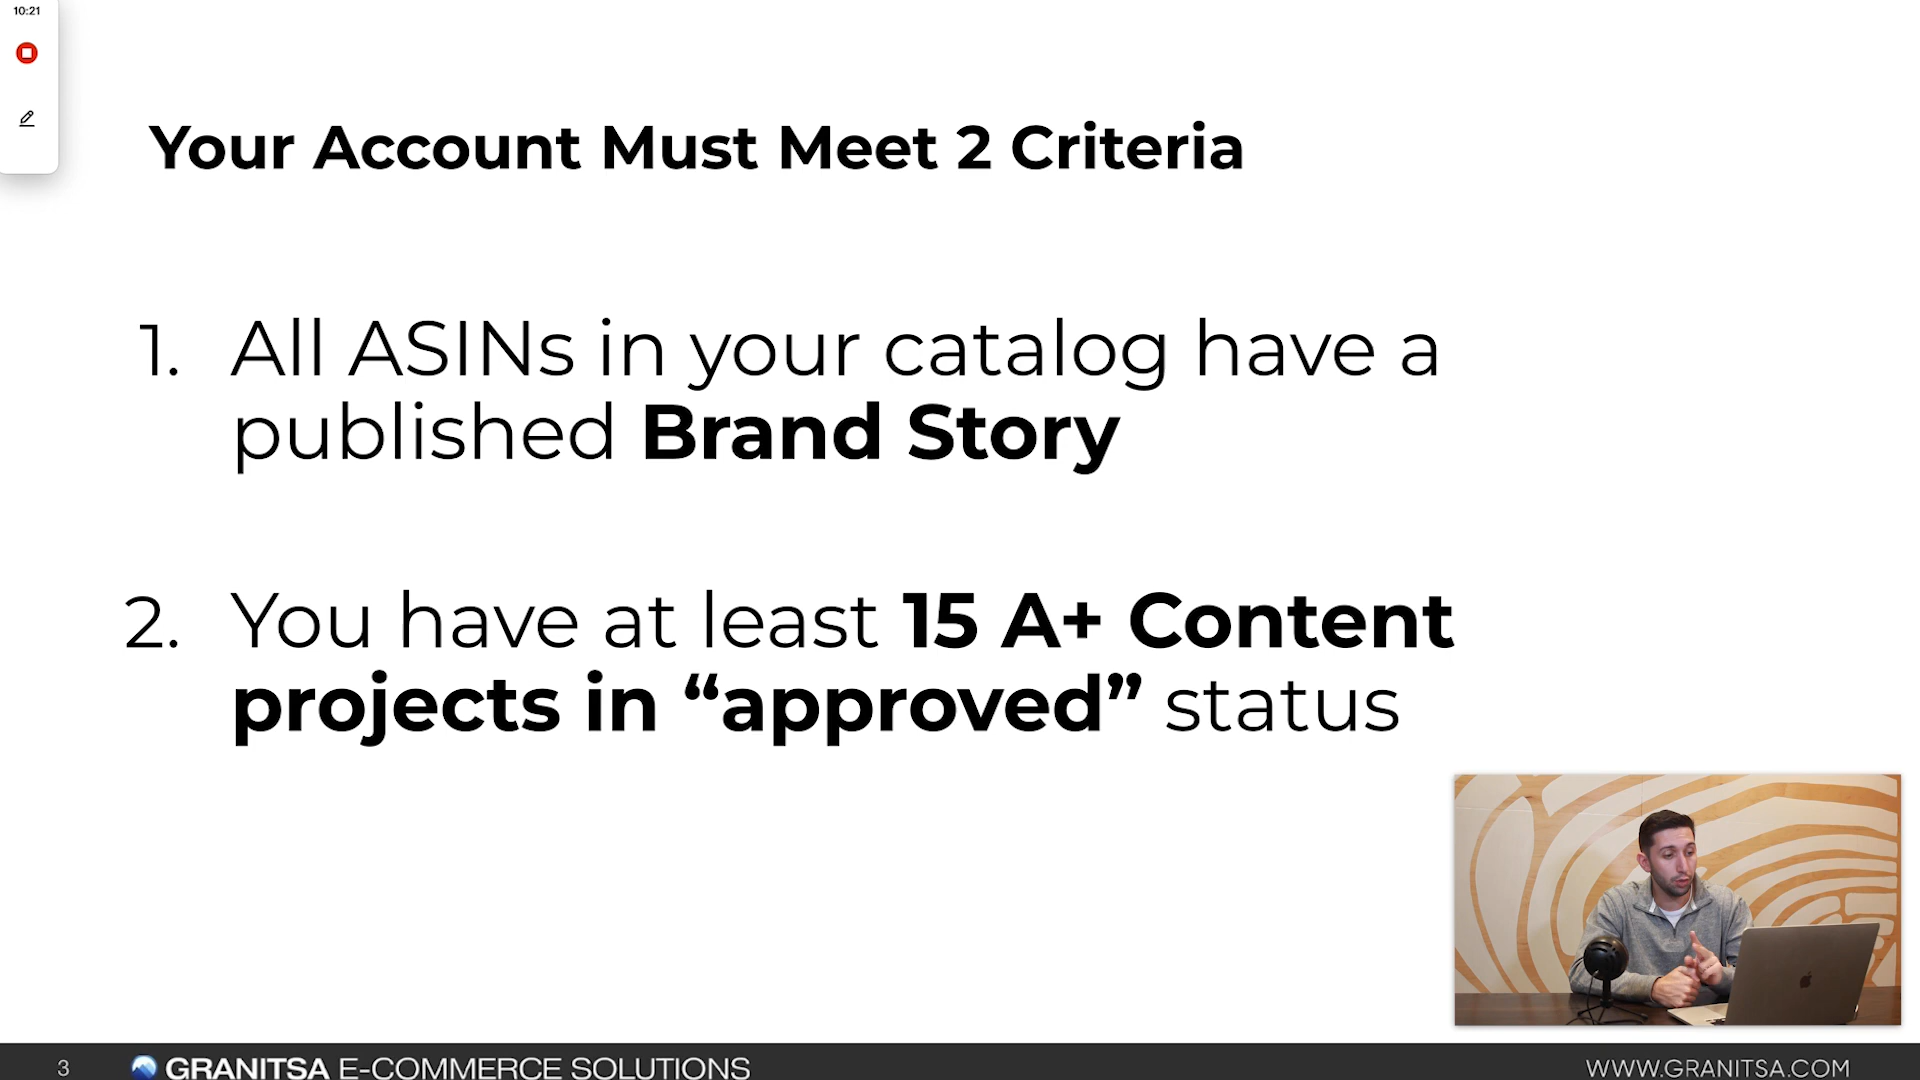 10:21
Your Account Must Meet 2 Criteria
1. All ASINs in your catalog have a
published Brand Story
2. You have at least 15 A+ Content
projects in “approved” status
3 GRANITSA E-COMMERCE SOLUTIONS WWW.GRANITSA.COM